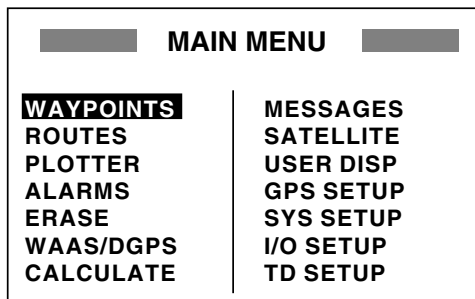 MAIN MENU
WAYPOINTS
ROUTES
PLOTTER
ALARMS
ERASE
WAAS/DGPS
CALCULATE
MESSAGES
SATELLITE
USER DISP
GPS SETUP
SYS SETUP
I/O SETUP
TD SETUP